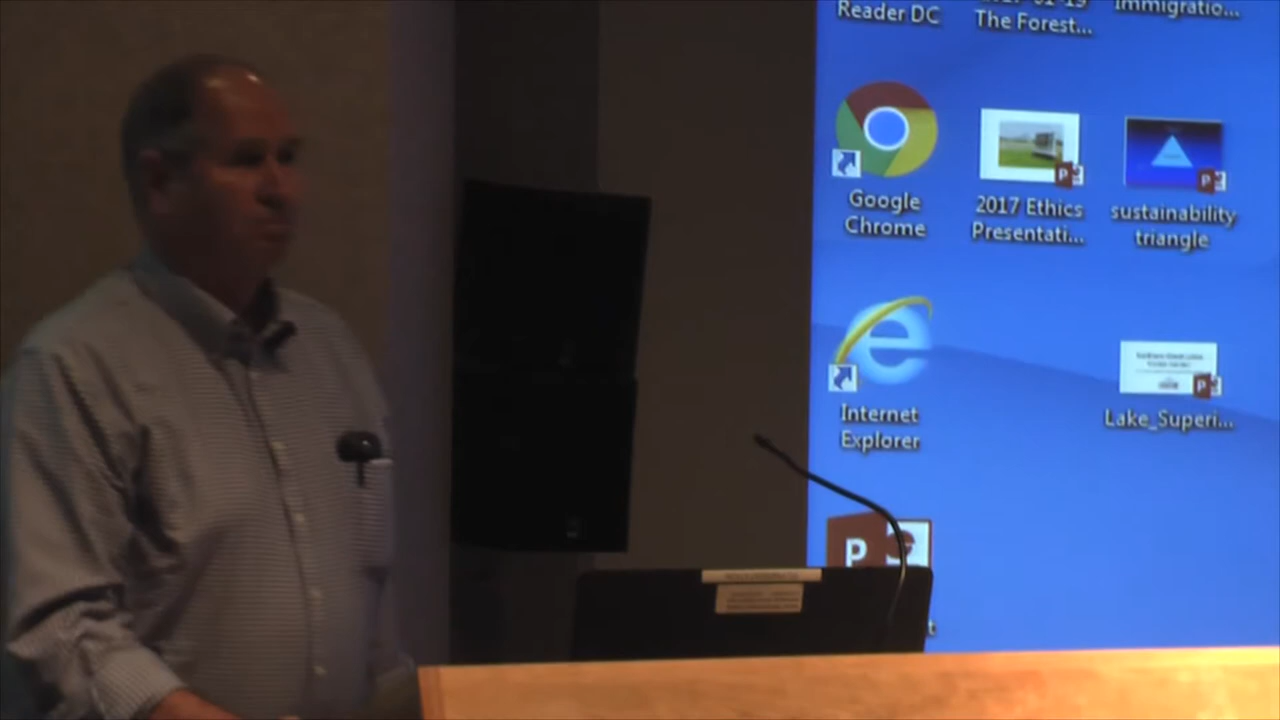 Reader DC
The Forest...
Immigratio...
Google
Chrome
2017 Ethics
Presentati...
sustainability
triangle
Internet
Explorer
Lake_Superi...
P